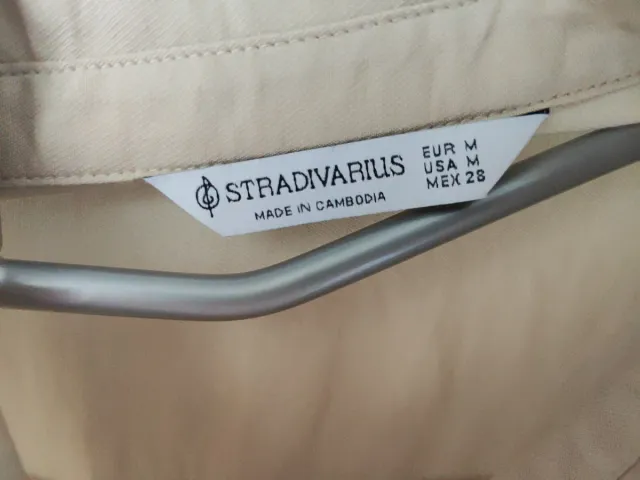 STRADIVARIUS
MADE IN CAMBODIA
EUR M
USA M
MEX 28